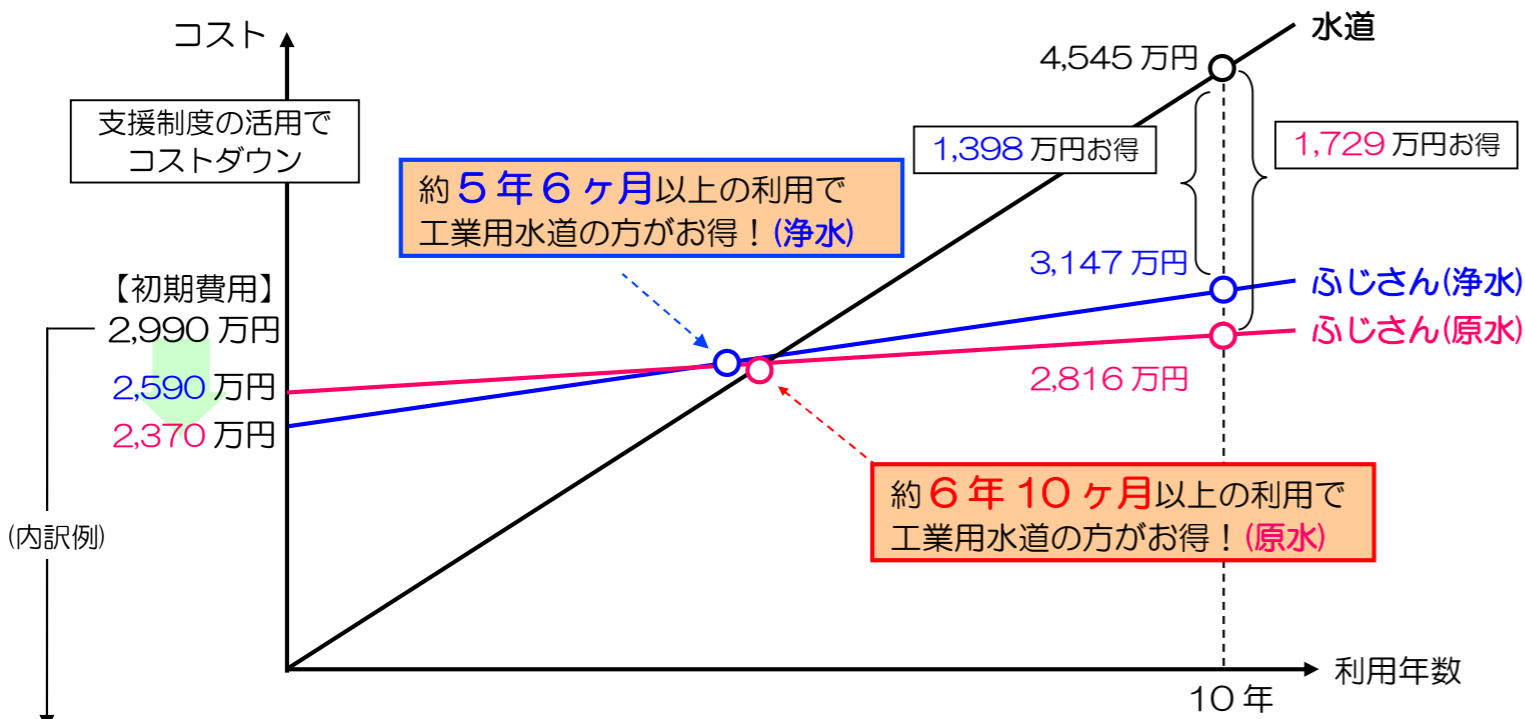 コスト
水道
4,545 万円
支援制度の活用で
コストダウン
1,398 万円お得
1,729 万円お得
約 5 年 6 ヶ月以上の利用で
工業用水道の方がお得！(浄水)
3,147 万円
ふじさん(浄水)
【初期費用】
2,990 万円
ふじさん(原水)
2,590 万円
2,816 万円
2,370 万円
約 6 年 10 ヶ月以上の利用で
工業用水道の方がお得！(原水)
(内訳例)
利用年数
10 年